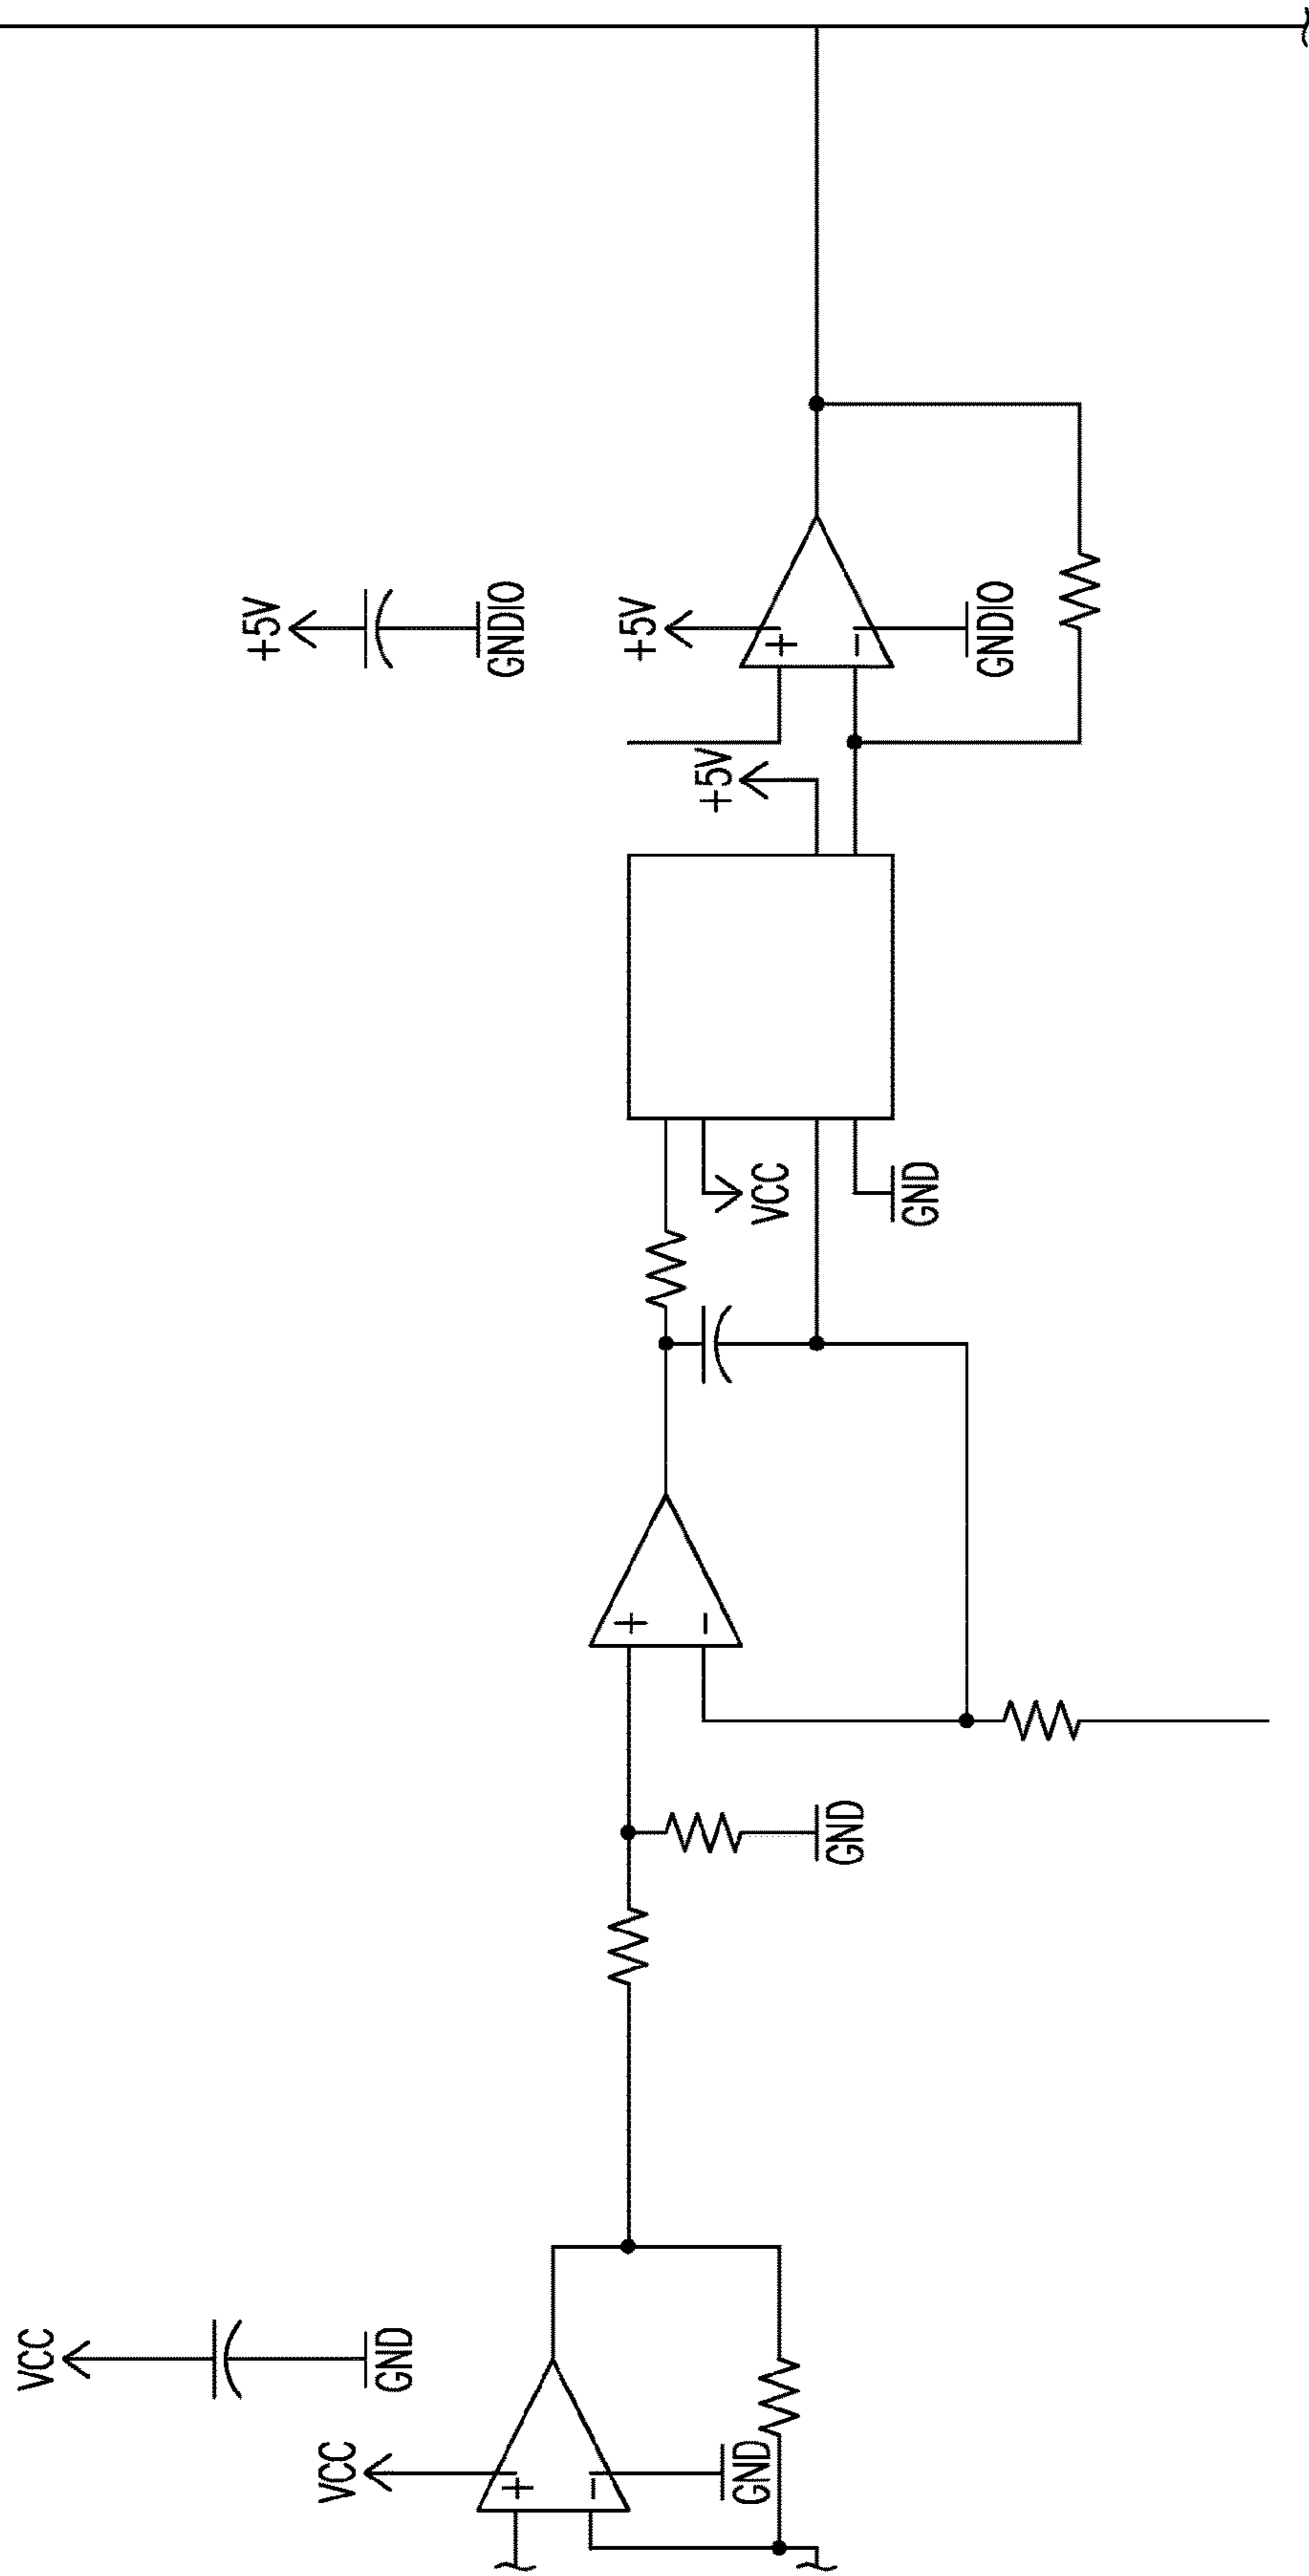 +5V
GNDIO
+5V
GNDIO
+
−
+5V
VCC
GND
+
−
GND
VCC
GND
VCC
GND
+
−